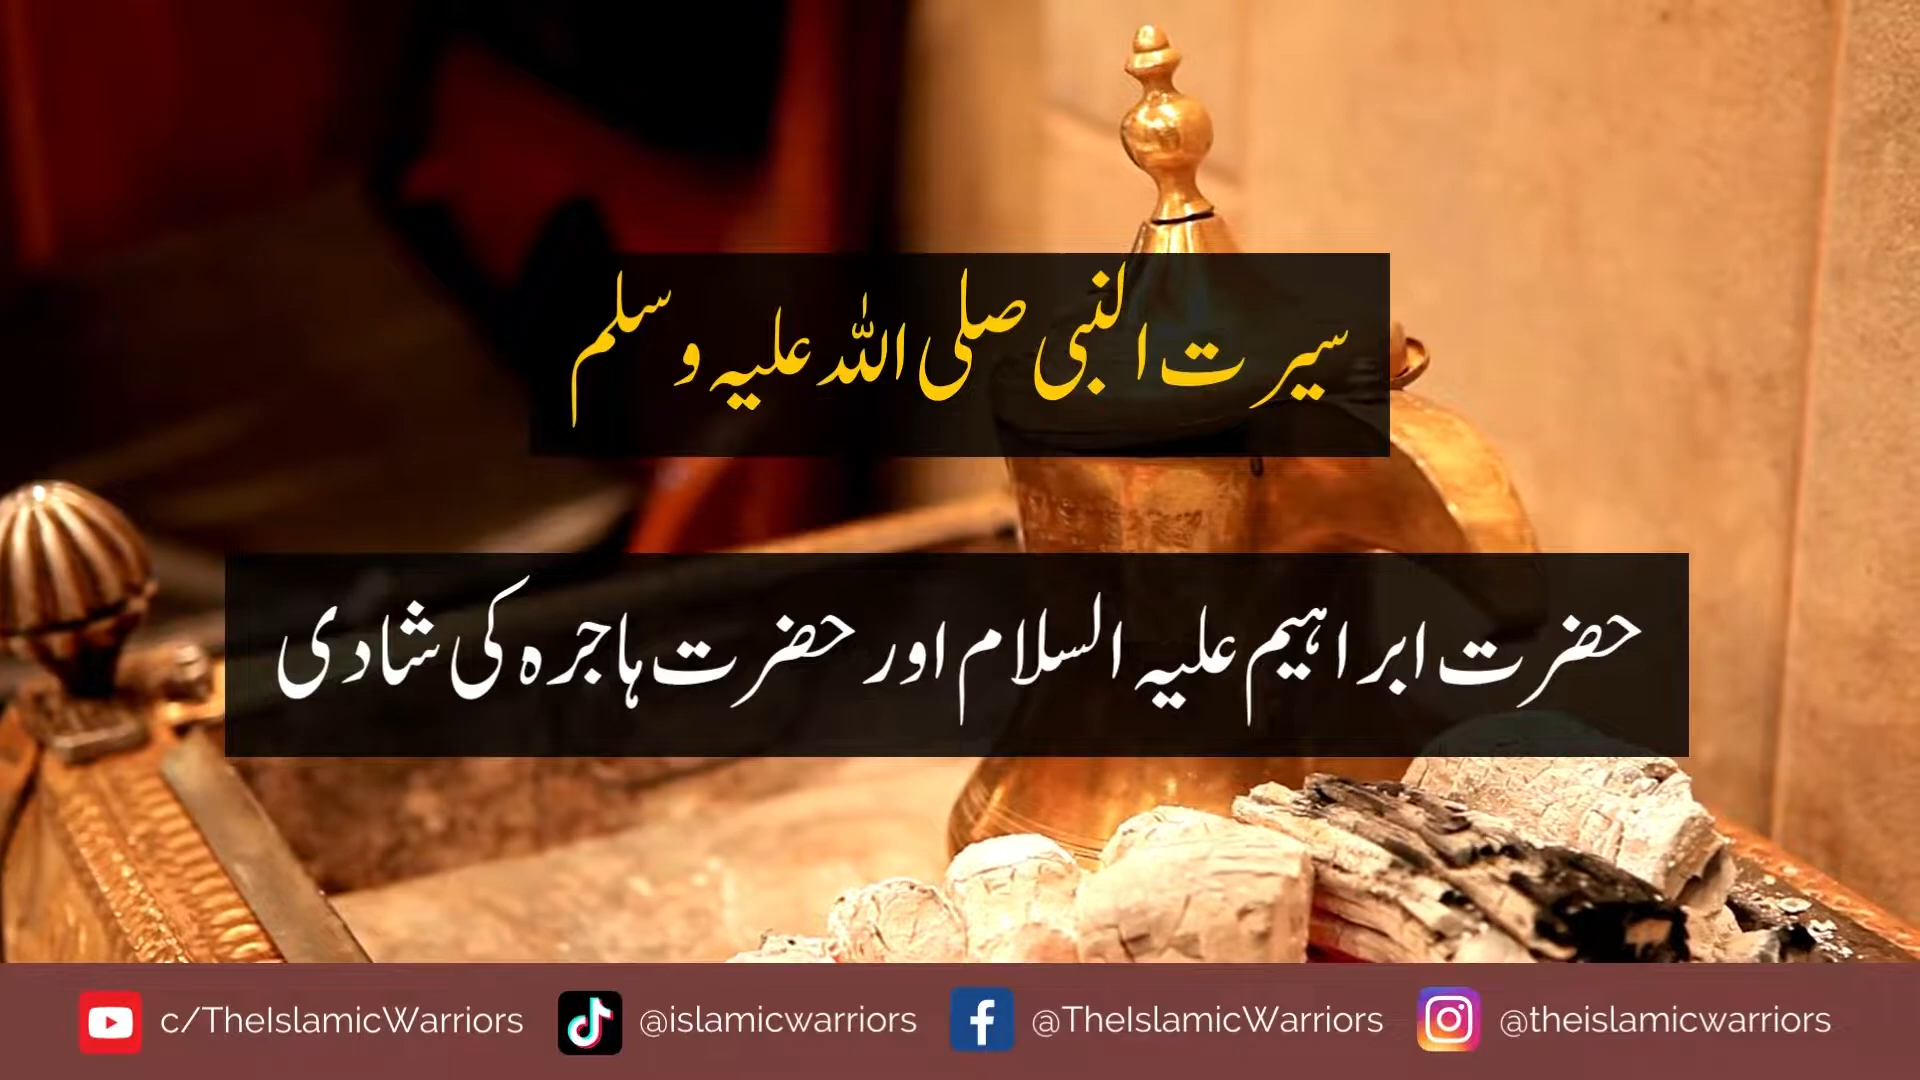 سیرت النبی صلی اللہ علیہ وسلم
حضرت ابراہیم علیہ السلام اور حضرت ہاجرہ کی شادی
c/TheIslamicWarriors @islamicwarriors @TheIslamicWarriors @theislamicwarriors